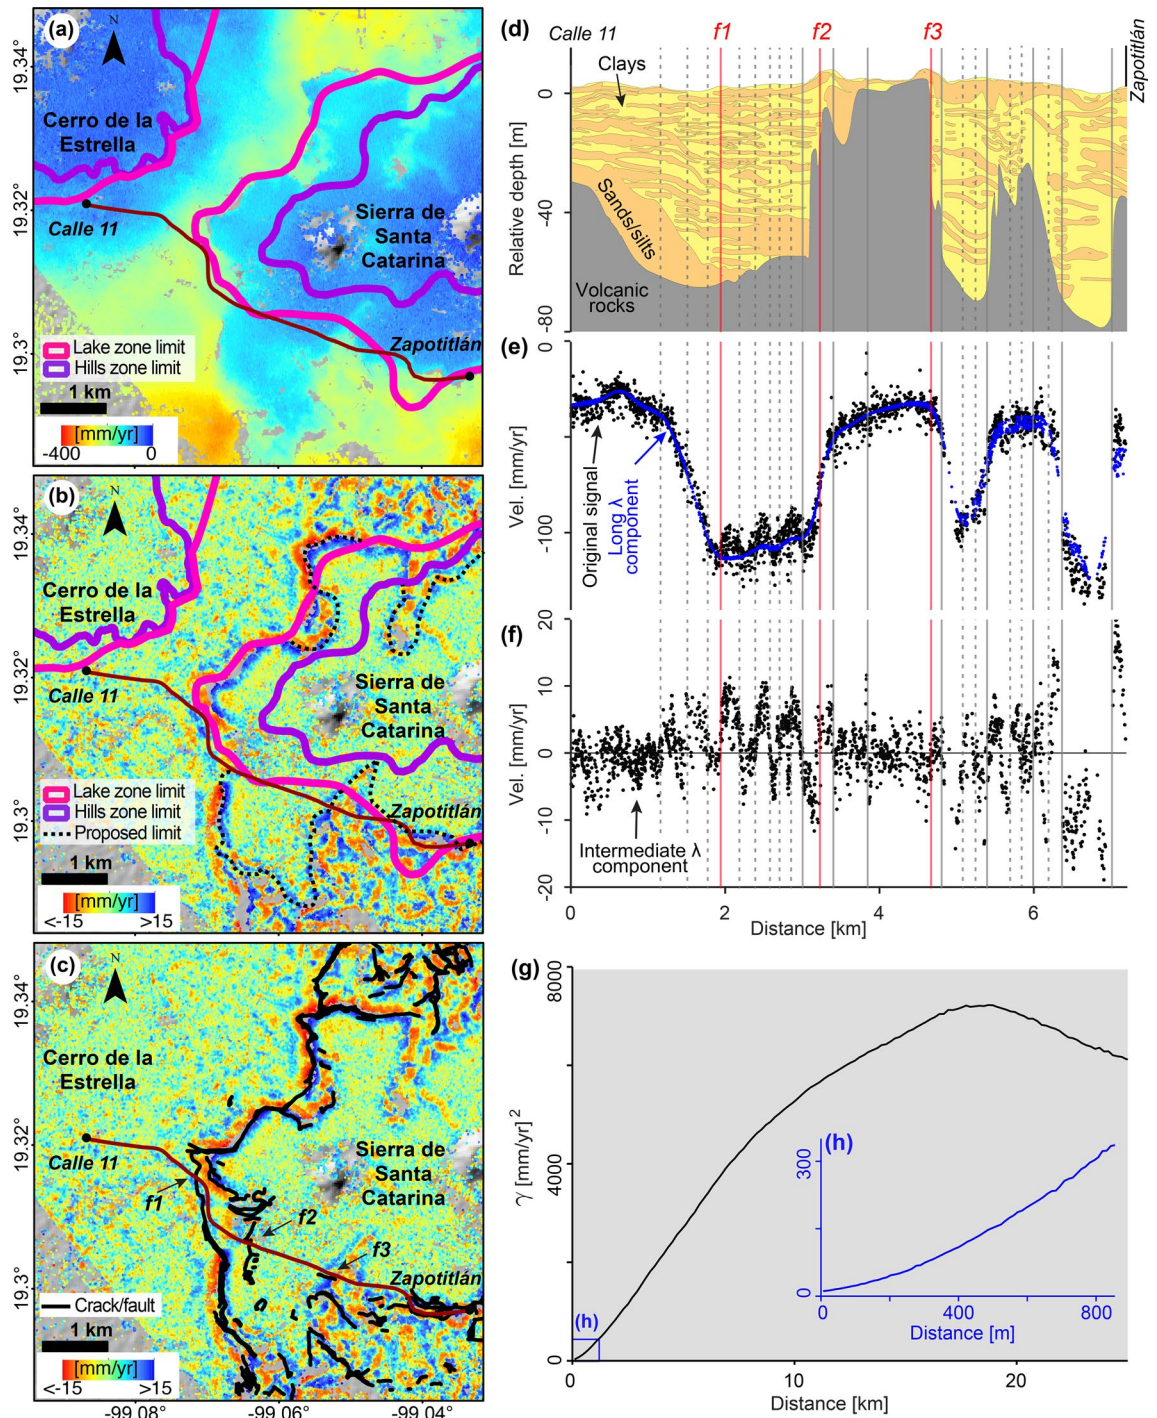 (a)
N
Cerro de la
Estrella
Calle 11
Sierra de
Santa
Catarina
Zapotitlán
Lake zone limit
Hills zone limit
1 km
[mm/yr]
-400 0
19.34°
19.32°
19.3°
(b)
N
Cerro de la
Estrella
Calle 11
Sierra de
Santa
Catarina
Zapotitlán
Lake zone limit
Hills zone limit
Proposed limit
1 km
[mm/yr]
<-15 >15
19.34°
19.32°
19.3°
(c)
N
Cerro de la
Estrella
Calle 11
f1
f2
f3
Sierra de
Santa
Catarina
Zapotitlán
Crack/fault
1 km
[mm/yr]
<-15 >15
19.34°
19.32°
19.3°
-99.08 -99.06 -99.04
(d) Calle 11 f1 f2 f3 Zapotitlán
Clays
Sands/silts
Volcanic
rocks
Relative depth [m]
0
-40
-80
(e)
Vel. [mm/yr]
0
-100
Original signal
Long λ
component
(f)
Vel. [mm/yr]
20
10
0
-10
-20
Intermediate λ
component
0 2 4 6
Distance [km]
(g)
γ [mm/yr]²
8000
4000
0
(h)
0 10 20
Distance [km]
(h)
300
0
0 400 800
Distance [m]